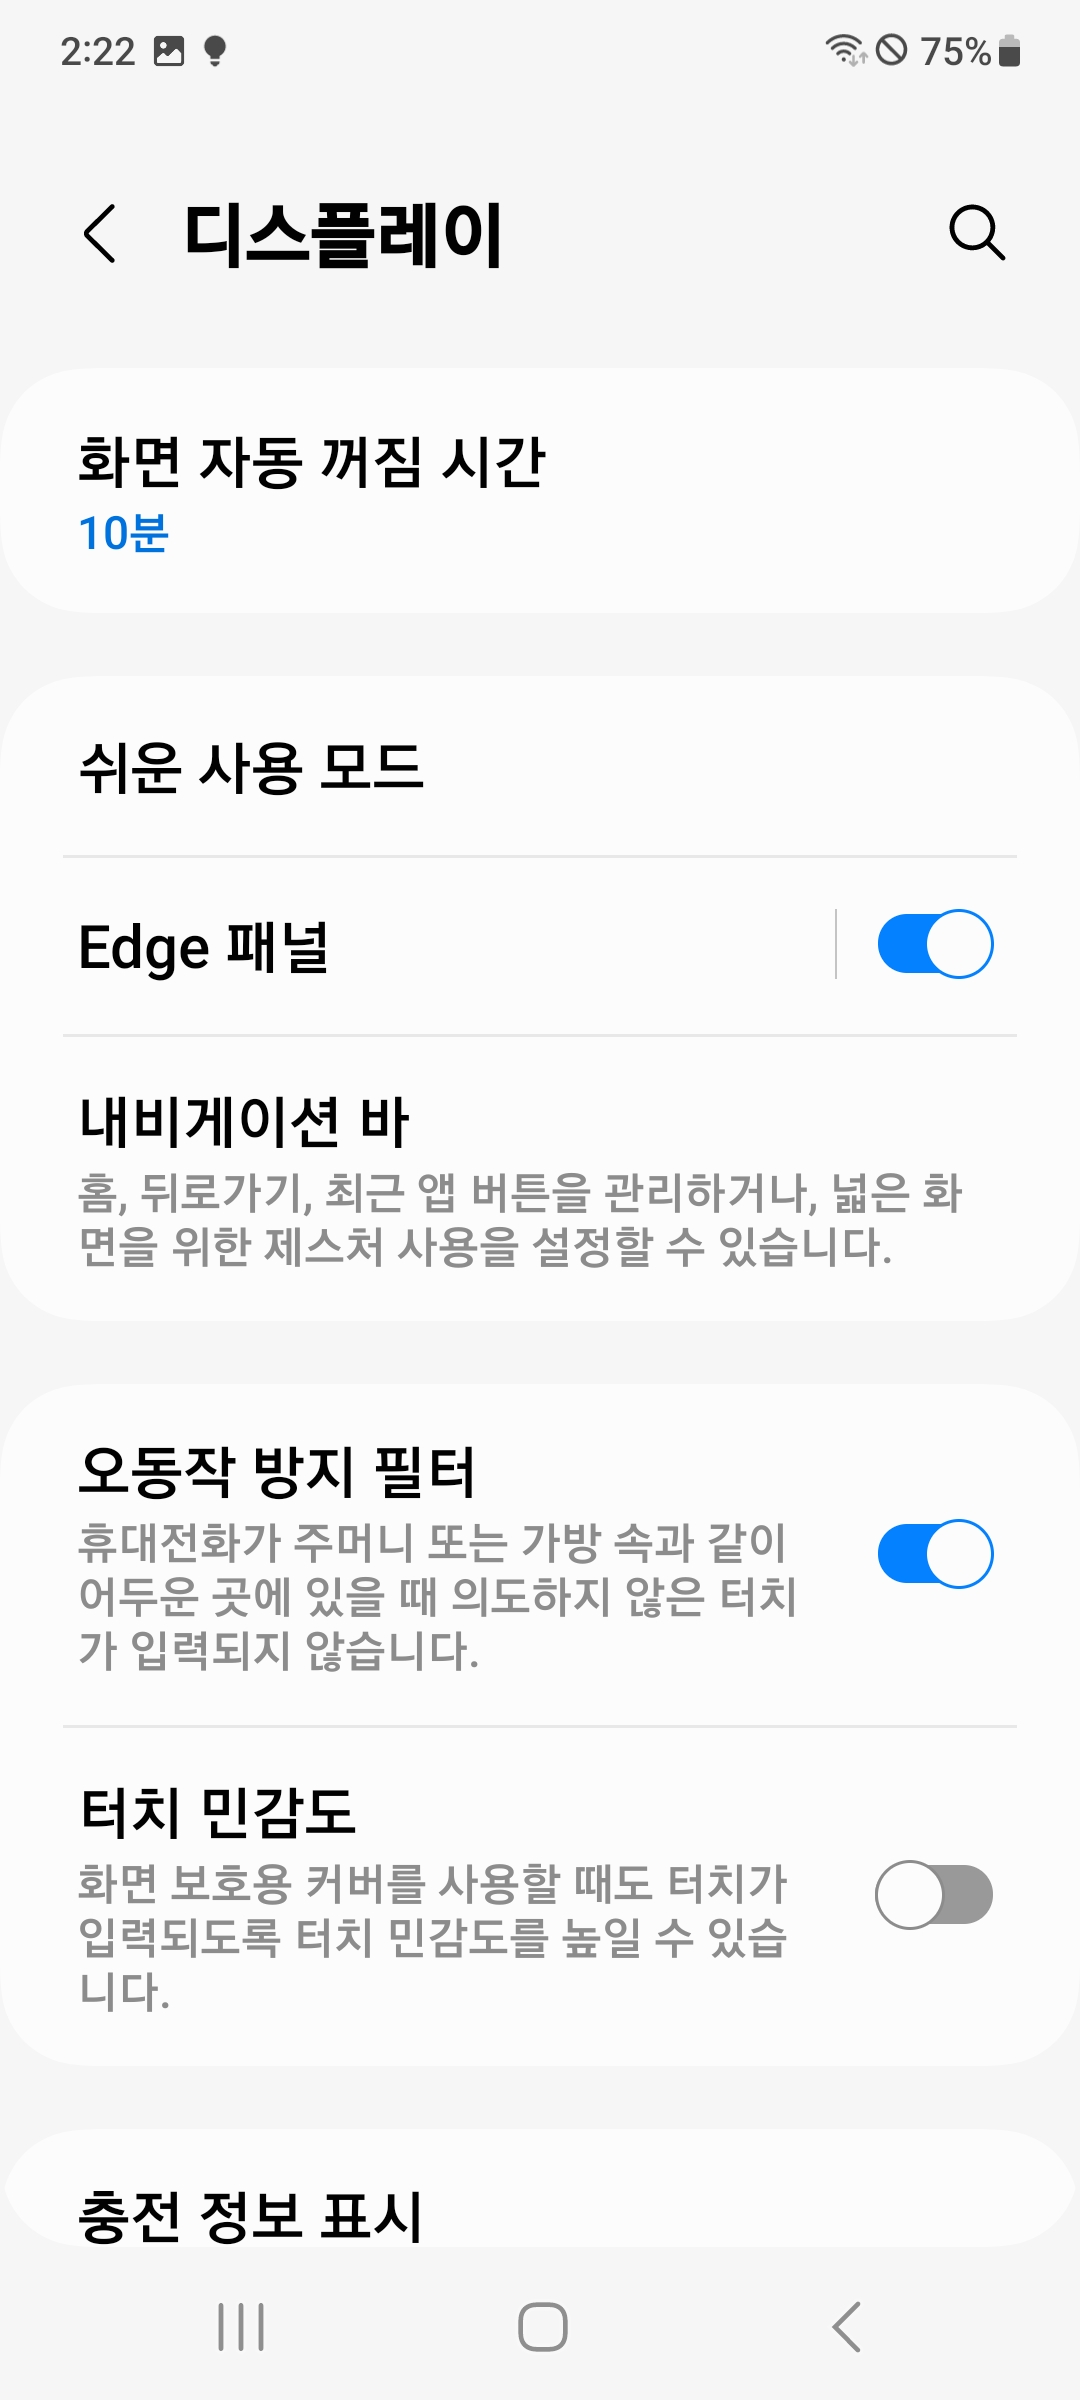 2:22
75%
디스플레이
화면 자동 꺼짐 시간
10분
쉬운 사용 모드
Edge 패널
내비게이션 바
홈, 뒤로가기, 최근 앱 버튼을 관리하거나, 넓은 화
면을 위한 제스처 사용을 설정할 수 있습니다.
오동작 방지 필터
휴대전화가 주머니 또는 가방 속과 같이
어두운 곳에 있을 때 의도하지 않은 터치
가 입력되지 않습니다.
터치 민감도
화면 보호용 커버를 사용할 때도 터치가
입력되도록 터치 민감도를 높일 수 있습
니다.
충전 정보 표시